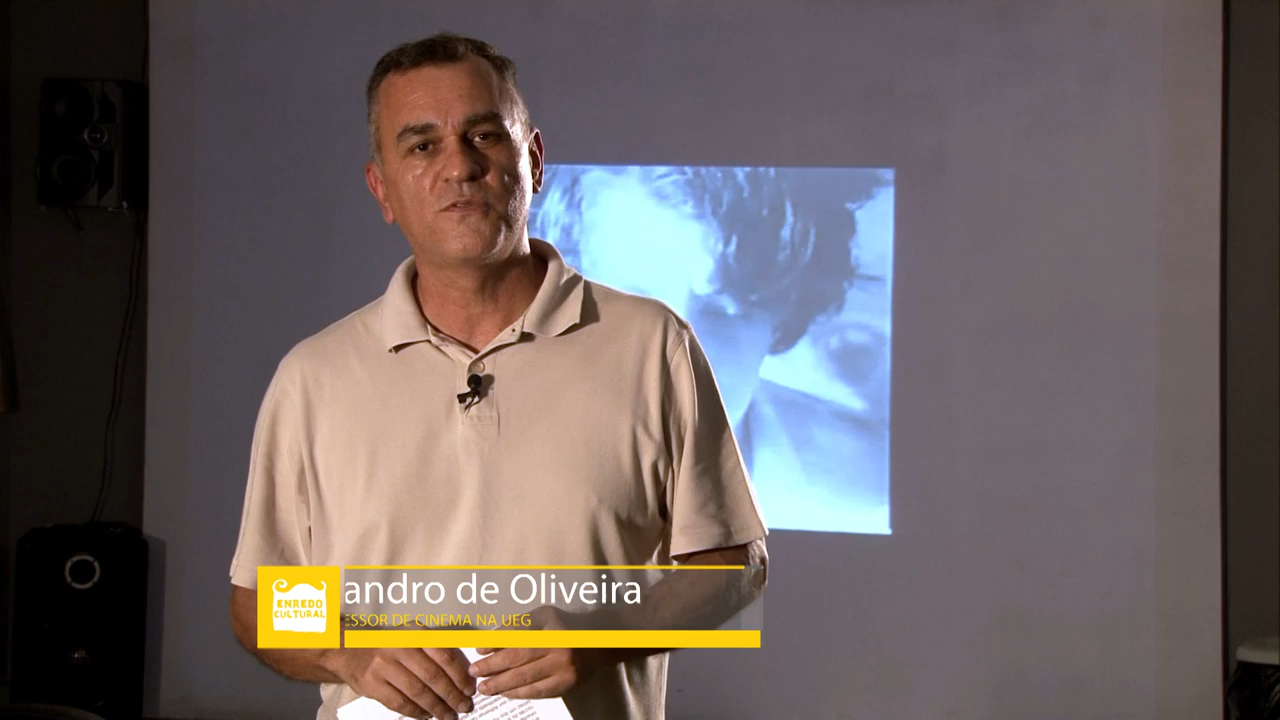 ENREDO
CULTURAL
andro de Oliveira
ESSOR DE CINEMA NA UEG